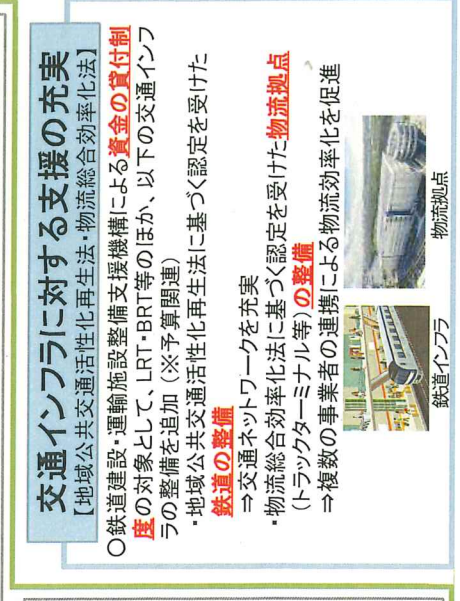 交通インフラに対する支援の充実
【地域公共交通活性化再生法・物流総合効率化法】
○鉄道建設・運輸施設整備支援機構による資金の貸付制
度の対象として、LRT・BRT等のほか、以下の交通インフ
ラの整備を追加（※予算関連）
・地域公共交通活性化再生法に基づく認定を受けた
鉄道の整備
⇒交通ネットワークを充実
・物流総合効率化法に基づく認定を受けた物流拠点
（トラックターミナル等）の整備
⇒複数の事業者の連携による物流効率化を促進
鉄道インフラ
物流拠点